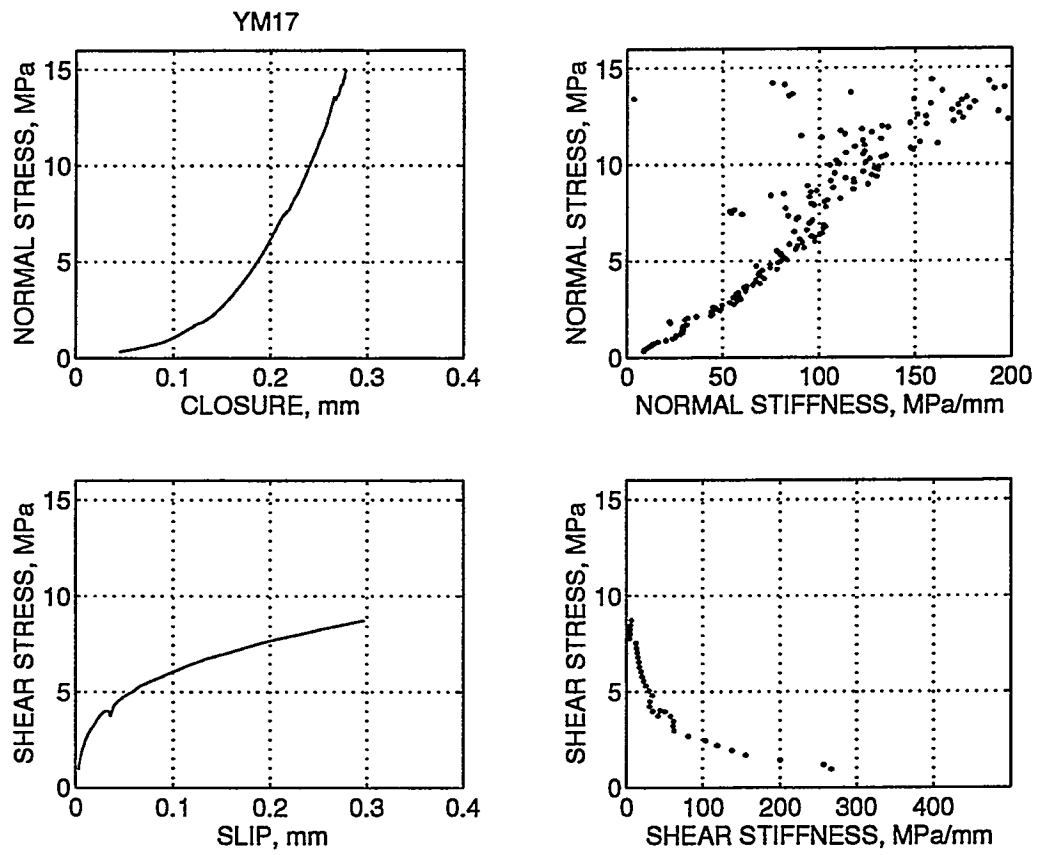 YM17
NORMAL STRESS, MPa
15
10
5
0
0 0.1 0.2 0.3 0.4
CLOSURE, mm
NORMAL STRESS, MPa
15
10
5
0
0 50 100 150 200
NORMAL STIFFNESS, MPa/mm
SHEAR STRESS, MPa
15
10
5
0
0 0.1 0.2 0.3 0.4
SLIP, mm
SHEAR STRESS, MPa
15
10
5
0
0 100 200 300 400
SHEAR STIFFNESS, MPa/mm